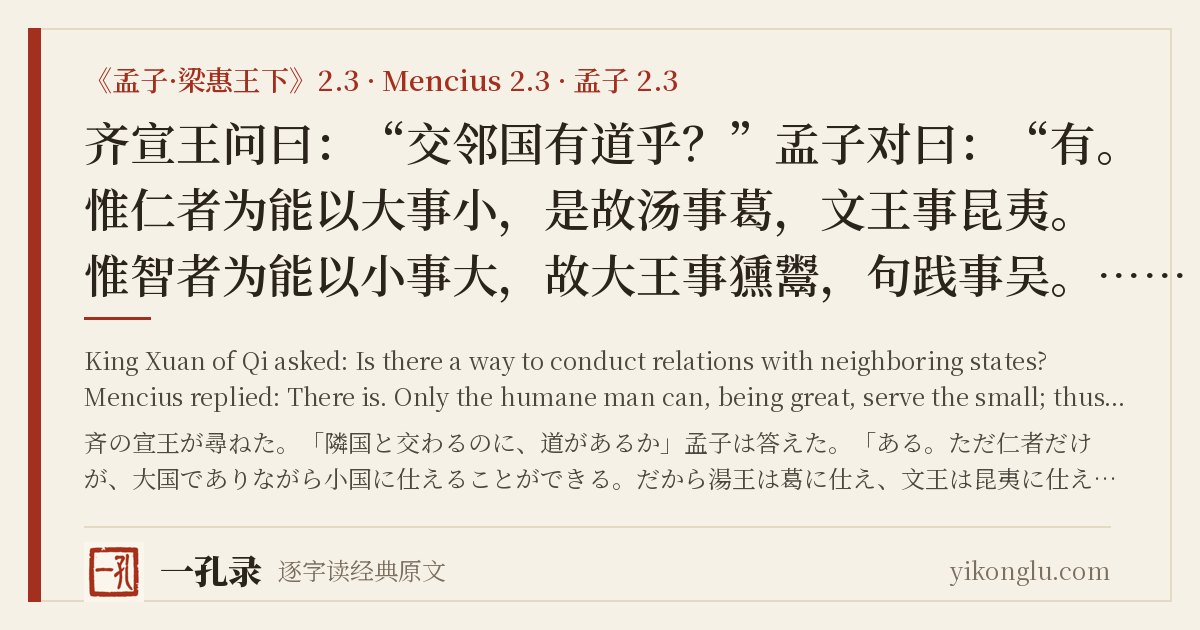 《孟子·梁惠王下》2.3 · Mencius 2.3 · 孟子 2.3
齐宣王问曰：“交邻国有道乎？”孟子对曰：“有。
惟仁者为能以大事小，是故汤事葛，文王事昆夷。
惟智者为能以小事大，故大王事獯鬻，句践事吴。……
King Xuan of Qi asked: Is there a way to conduct relations with neighboring states?
Mencius replied: There is. Only the humane man can, being great, serve the small; thus...
斉の宣王が尋ねた。「隣国と交わるのに、道があるか」孟子は答えた。「ある。ただ仁者だけ
が、大国でありながら小国に仕えることができる。だから湯王は葛に仕え、文王は昆夷に仕え…
一孔
一孔录 逐字读经典原文 yikonglu.com